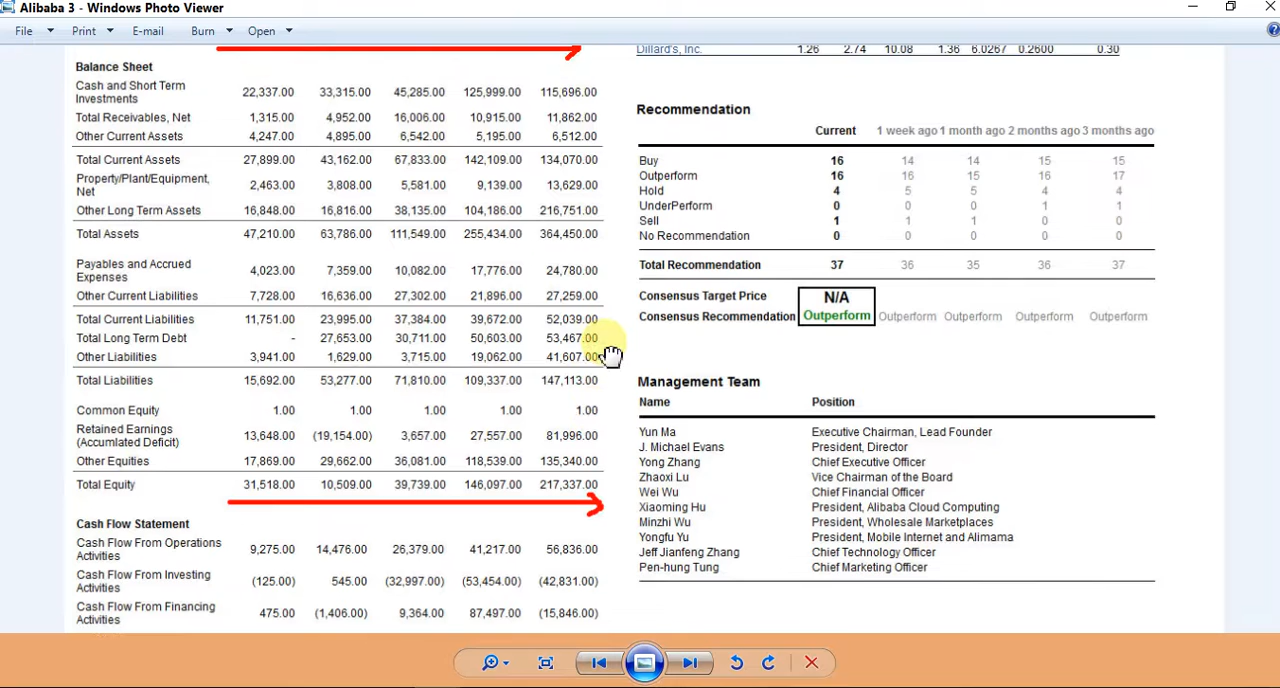 Alibaba 3 - Windows Photo Viewer
File Print E-mail Burn Open
Dillard's, Inc. 1.26 2.74 10.08 1.36 6.0267 0.2600 0.30
Balance Sheet
Cash and Short Term
Investments 22,337.00 33,315.00 45,285.00 125,999.00 115,696.00
Total Receivables, Net 1,315.00 4,952.00 16,006.00 10,915.00 11,862.00
Other Current Assets 4,247.00 4,895.00 6,542.00 5,195.00 6,512.00
Total Current Assets 27,899.00 43,162.00 67,833.00 142,109.00 134,070.00
Property/Plant/Equipment,
Net 2,463.00 3,808.00 5,581.00 9,139.00 13,629.00
Other Long Term Assets 16,848.00 16,816.00 38,135.00 104,186.00 216,751.00
Total Assets 47,210.00 63,786.00 111,549.00 255,434.00 364,450.00
Payables and Accrued
Expenses 4,023.00 7,359.00 10,082.00 17,776.00 24,780.00
Other Current Liabilities 7,728.00 16,636.00 27,302.00 21,896.00 27,259.00
Total Current Liabilities 11,751.00 23,995.00 37,384.00 39,672.00 52,039.00
Total Long Term Debt - 27,653.00 30,711.00 50,603.00 53,467.00
Other Liabilities 3,941.00 1,629.00 3,715.00 19,062.00 41,607.00
Total Liabilities 15,692.00 53,277.00 71,810.00 109,337.00 147,113.00
Common Equity 1.00 1.00 1.00 1.00 1.00
Retained Earnings
(Accumlated Deficit) 13,648.00 (19,154.00) 3,657.00 27,557.00 81,996.00
Other Equities 17,869.00 29,662.00 36,081.00 118,539.00 135,340.00
Total Equity 31,518.00 10,509.00 39,739.00 146,097.00 217,337.00
Cash Flow Statement
Cash Flow From Operations
Activities 9,275.00 14,476.00 26,379.00 41,217.00 56,836.00
Cash Flow From Investing
Activities (125.00) 545.00 (32,997.00) (53,454.00) (42,831.00)
Cash Flow From Financing
Activities 475.00 (1,406.00) 9,364.00 87,497.00 (15,846.00)
Recommendation
Current 1 week ago 1 month ago 2 months ago 3 months ago
Buy 16 14 14 15 15
Outperform 16 16 15 16 17
Hold 4 5 5 4 4
UnderPerform 0 0 0 1 1
Sell 1 1 1 0 0
No Recommendation 0 0 0 0 0
Total Recommendation 37 36 35 36 37
Consensus Target Price N/A
Consensus Recommendation Outperform Outperform Outperform Outperform Outperform
Management Team
Name Position
Yun Ma Executive Chairman, Lead Founder
J. Michael Evans President, Director
Yong Zhang Chief Executive Officer
Zhaoxi Lu Vice Chairman of the Board
Wei Wu Chief Financial Officer
Xiaoming Hu President, Alibaba Cloud Computing
Minzhi Wu President, Wholesale Marketplaces
Yongfu Yu President, Mobile Internet and Alimama
Jeff Jianfeng Zhang Chief Technology Officer
Pen-hung Tung Chief Marketing Officer